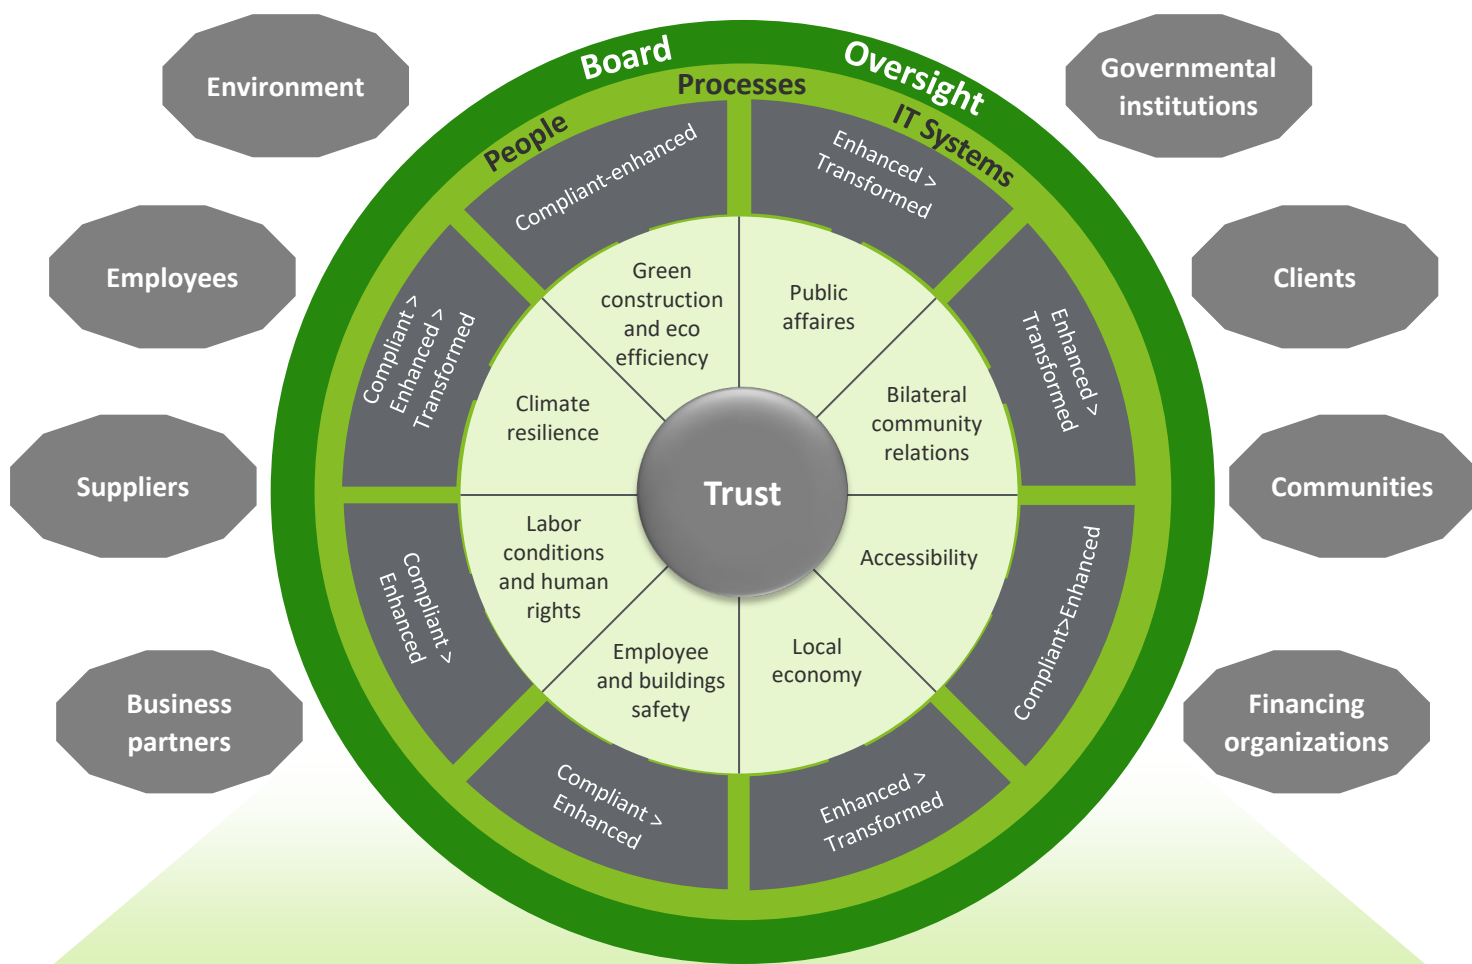 Board
Oversight
Processes
People
IT Systems
Environment
Employees
Suppliers
Business
partners
Governmental
institutions
Clients
Communities
Financing
organizations
Compliant-enhanced
Enhanced >
Transformed
Enhanced >
Transformed
Compliant>Enhanced
Enhanced >
Transformed
Compliant >
Enhanced
Compliant >
Enhanced
Compliant >
Enhanced >
Transformed
Green
construction
and eco
efficiency
Public
affaires
Bilateral
community
relations
Accessibility
Local
economy
Employee
and buildings
safety
Labor
conditions
and human
rights
Climate
resilience
Trust